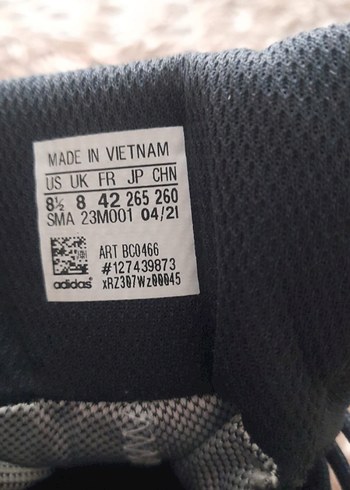 MADE IN VIETNAM
US UK FR JP CHN
8½ 8 42 265 260
SMA 23M001 04/21
ART BC0466
#127439873
xRZ307Wz00045
adidas